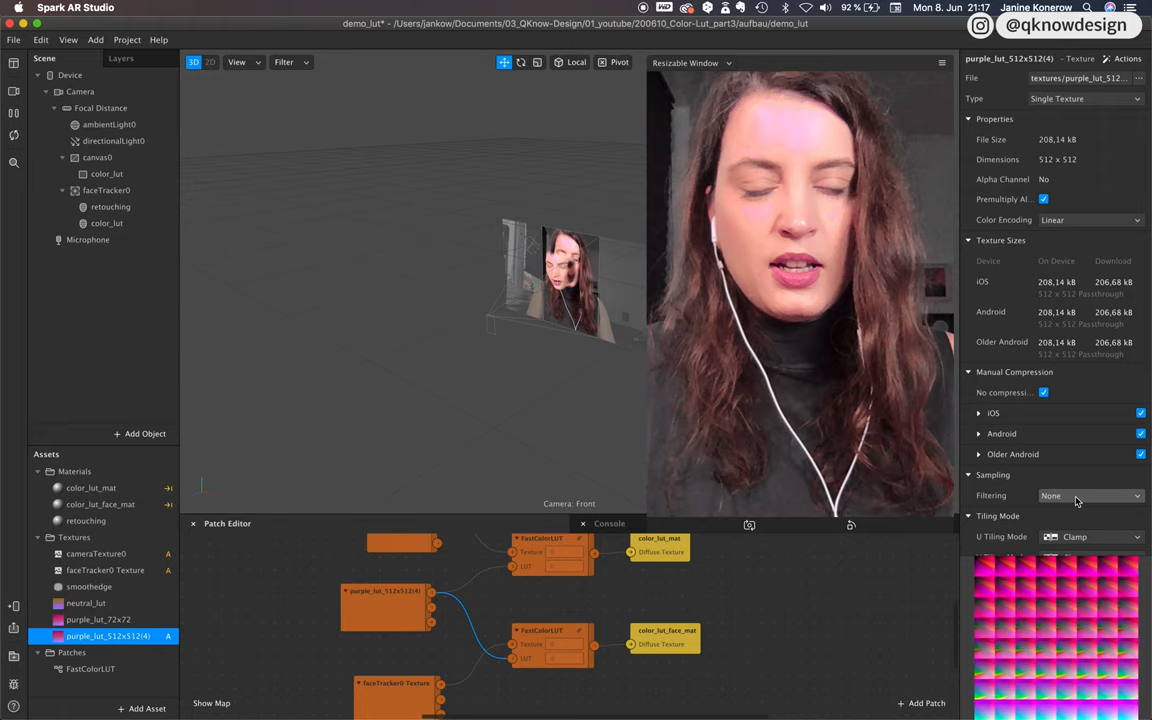 Spark AR Studio
92 %
Mon 8. Jun 21:17
Janine Konerow
demo_lut* - /Users/jankow/Documents/03_QKnow-Design/01_youtube/200610_Color-Lut_part3/aufbau/demo_lut
@qknowdesign
File Edit View Add Project Help
Scene Layers
Device
Camera
Focal Distance
ambientLight0
directionalLight0
canvas0
color_lut
faceTracker0
retouching
color_lut
Microphone
+ Add Object
Assets
Materials
color_lut_mat
color_lut_face_mat
retouching
Textures
cameraTexture0 A
faceTracker0 Texture A
smoothedge
neutral_lut
purple_lut_72x72
purple_lut_512x512(4) A
Patches
FastColorLUT
+ Add Asset
3D 2D View Filter
Local Pivot
Resizable Window
Camera: Front
Patch Editor
Console
FastColorLUT
Texture 0
LUT 0
color_lut_mat
Diffuse Texture
purple_lut_512x512(4)
FastColorLUT
Texture 0
LUT 0
color_lut_face_mat
Diffuse Texture
faceTracker0 Texture
Show Map
+ Add Patch
purple_lut_512x512(4) - Texture Actions
File textures/purple_lut_512... ...
Type Single Texture
Properties
File Size 208,14 kB
Dimensions 512 x 512
Alpha Channel No
Premultiply Al...
Color Encoding Linear
Texture Sizes
Device On Device Download
iOS 208,14 kB 206,68 kB
512 x 512 Passthrough
Android 208,14 kB 206,68 kB
512 x 512 Passthrough
Older Android 208,14 kB 206,68 kB
512 x 512 Passthrough
Manual Compression
No compressi...
iOS
Android
Older Android
Sampling
Filtering None
Tiling Mode
U Tiling Mode Clamp